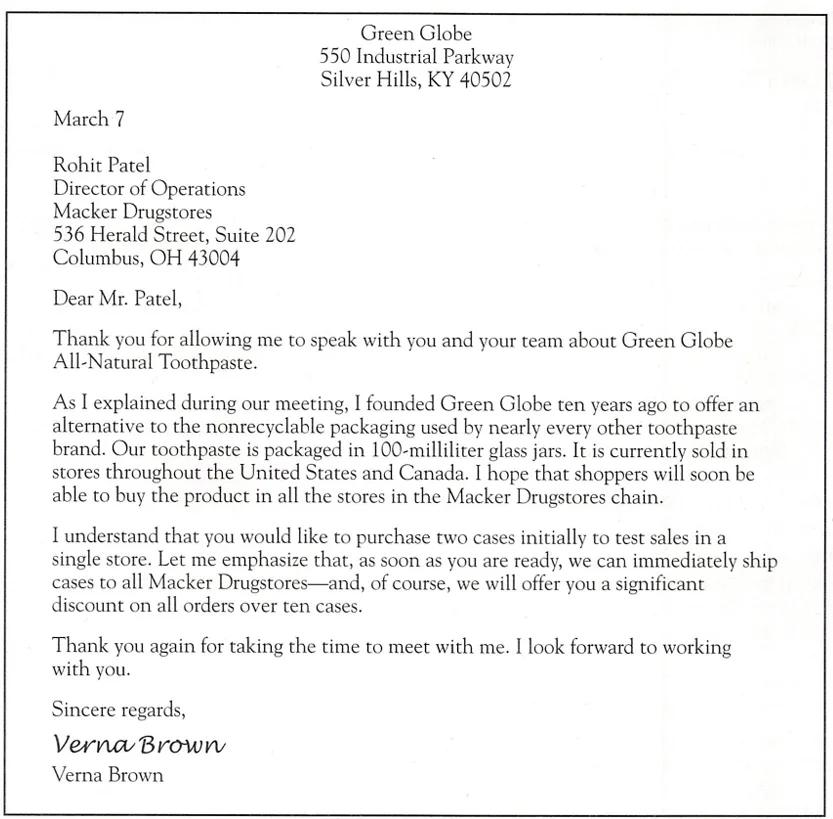 Green Globe
550 Industrial Parkway
Silver Hills, KY 40502
March 7
Rohit Patel
Director of Operations
Macker Drugstores
536 Herald Street, Suite 202
Columbus, OH 43004
Dear Mr. Patel,
Thank you for allowing me to speak with you and your team about Green Globe
All-Natural Toothpaste.
As I explained during our meeting, I founded Green Globe ten years ago to offer an
alternative to the nonrecyclable packaging used by nearly every other toothpaste
brand. Our toothpaste is packaged in 100-milliliter glass jars. It is currently sold in
stores throughout the United States and Canada. I hope that shoppers will soon be
able to buy the product in all the stores in the Macker Drugstores chain.
I understand that you would like to purchase two cases initially to test sales in a
single store. Let me emphasize that, as soon as you are ready, we can immediately ship
cases to all Macker Drugstores—and, of course, we will offer you a significant
discount on all orders over ten cases.
Thank you again for taking the time to meet with me. I look forward to working
with you.
Sincere regards,
Verna Brown
Verna Brown